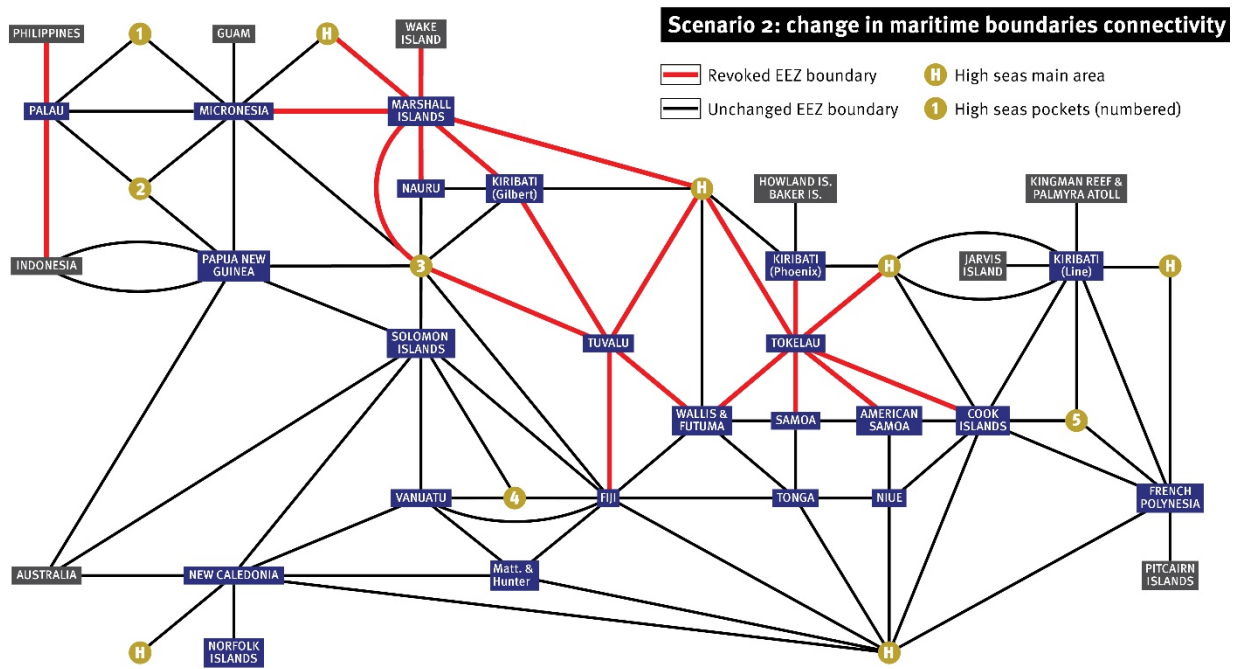 Scenario 2: change in maritime boundaries connectivity
Revoked EEZ boundary
H High seas main area
Unchanged EEZ boundary
1 High seas pockets (numbered)
PHILIPPINES
1
GUAM
H
WAKE
ISLAND
PALAU
MICRONESIA
MARSHALL
ISLANDS
2
NAURU
KIRIBATI
(Gilbert)
H
HOWLAND IS.
BAKER IS.
KINGMAN REEF &
PALMYRA ATOLL
INDONESIA
PAPUA NEW
GUINEA
3
KIRIBATI
(Phoenix)
H
JARVIS
ISLAND
KIRIBATI
(Line)
H
SOLOMON
ISLANDS
TUVALU
TOKELAU
WALLIS &
FUTUMA
SAMOA
AMERICAN
SAMOA
COOK
ISLANDS
5
VANUATU
4
FIJI
TONGA
NIUE
FRENCH
POLYNESIA
AUSTRALIA
NEW CALEDONIA
Matt. &
Hunter
PITCAIRN
ISLANDS
H
NORFOLK
ISLANDS
H